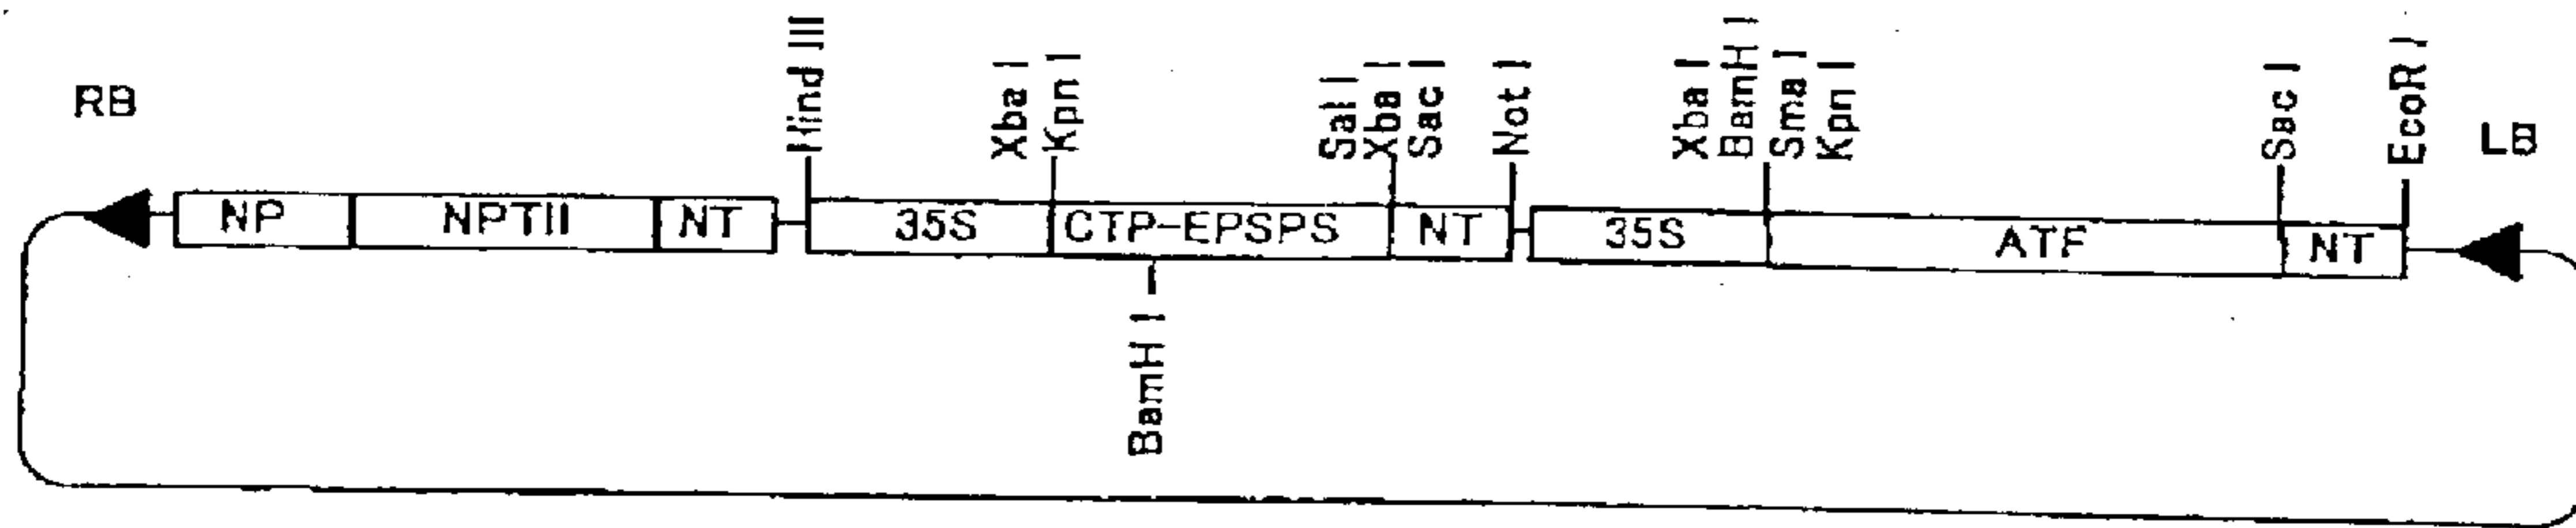 RB
Hind III
Xba I
Kpn I
Sal I
Xba I
Sac I
Not I
Xba I
BamH I
Sma I
Kpn I
Sac I
EcoR I
LB
NP
NPTII
NT
35S
CTP-EPSPS
NT
35S
ATF
NT
BamH I